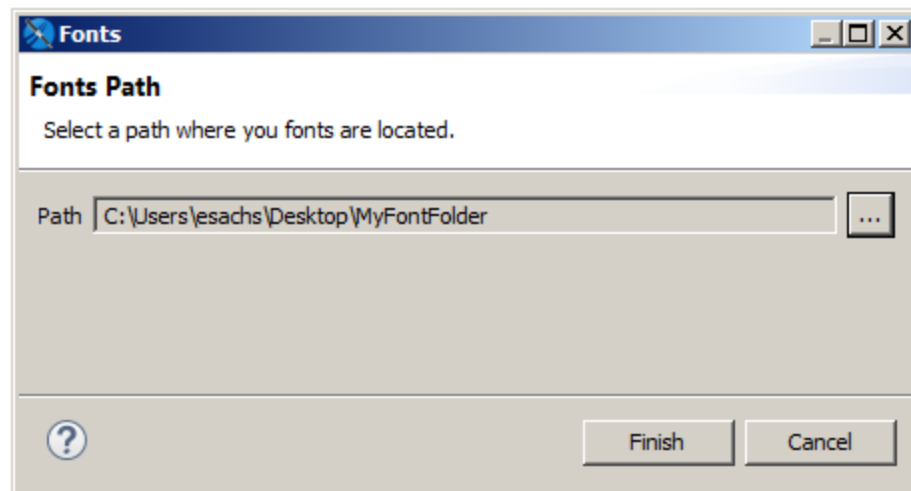 Fonts
Fonts Path
Select a path where you fonts are located.
Path C:\Users\esachs\Desktop\MyFontFolder ...
? Finish Cancel